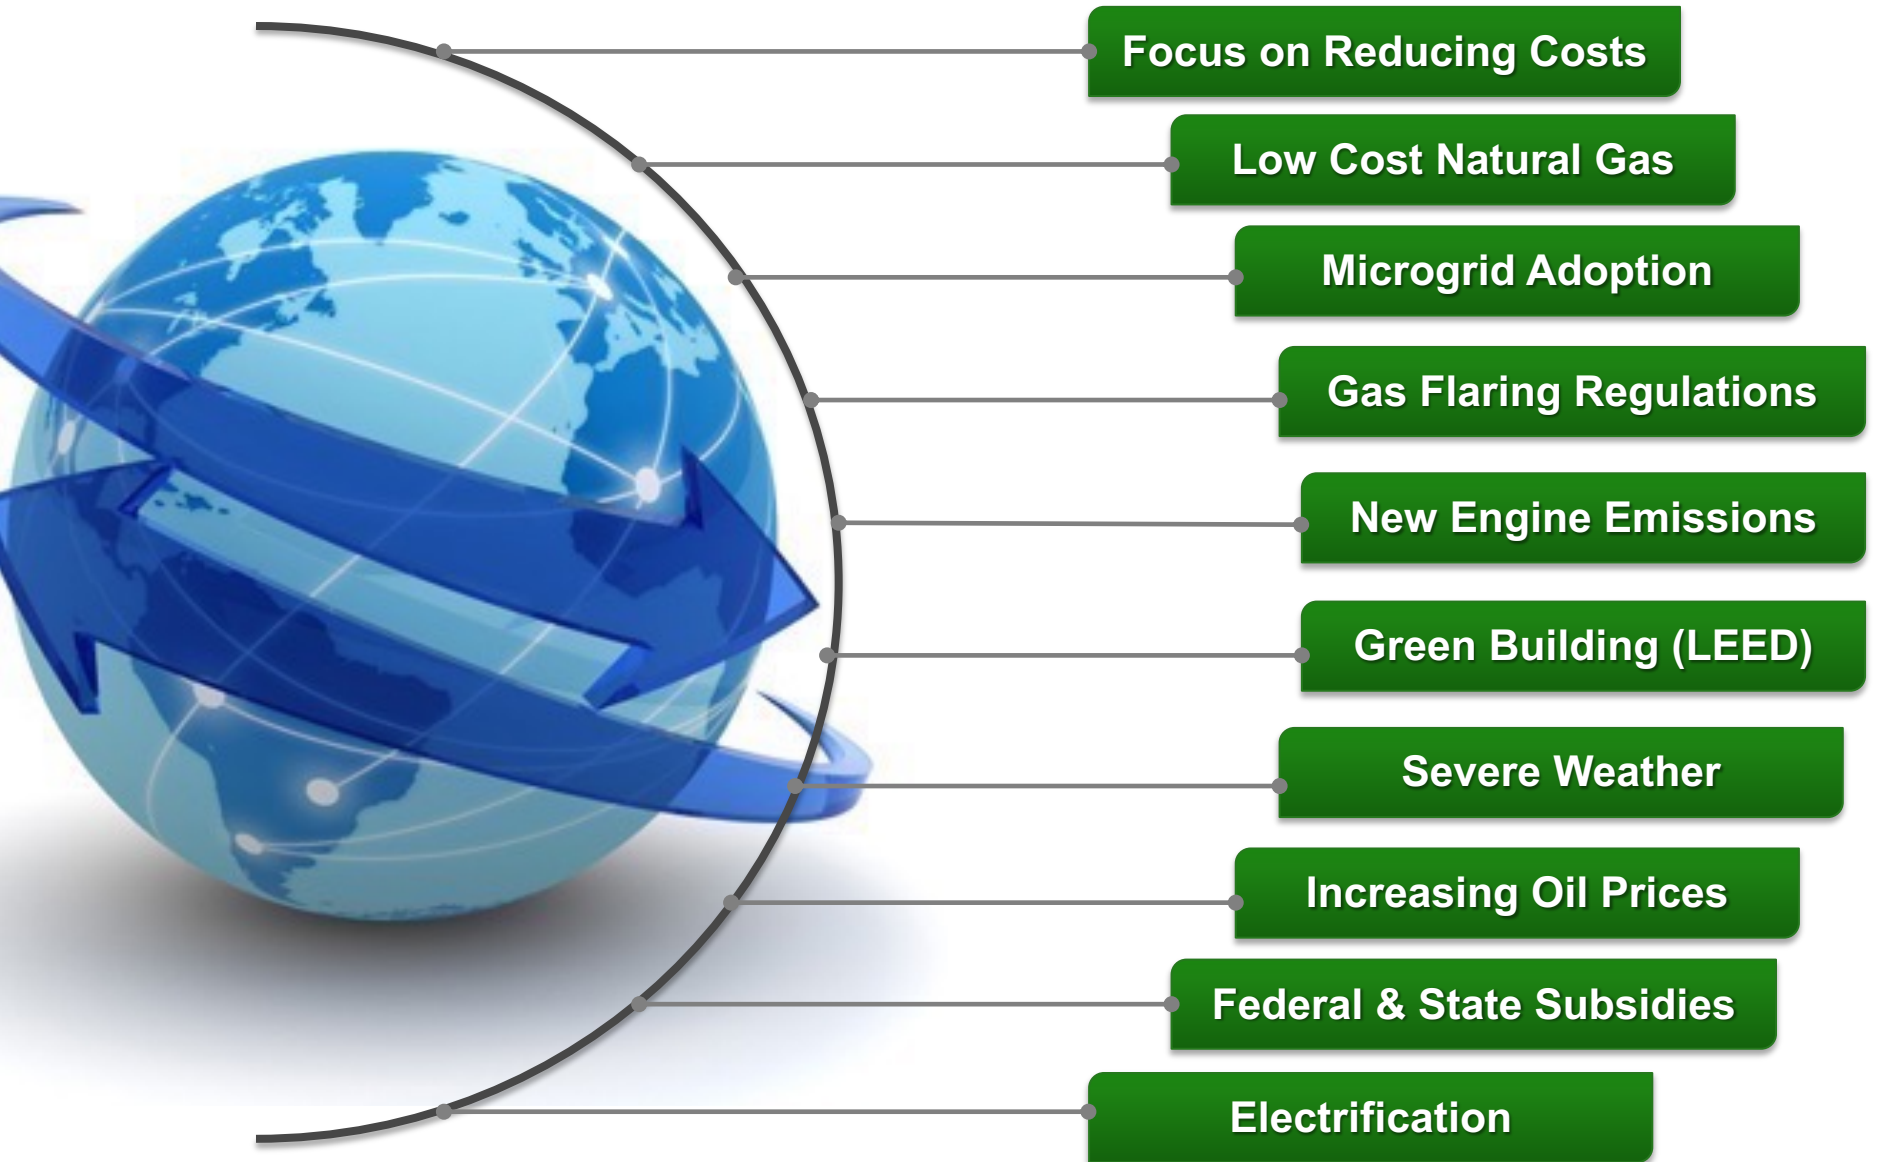 Focus on Reducing Costs
Low Cost Natural Gas
Microgrid Adoption
Gas Flaring Regulations
New Engine Emissions
Green Building (LEED)
Severe Weather
Increasing Oil Prices
Federal & State Subsidies
Electrification